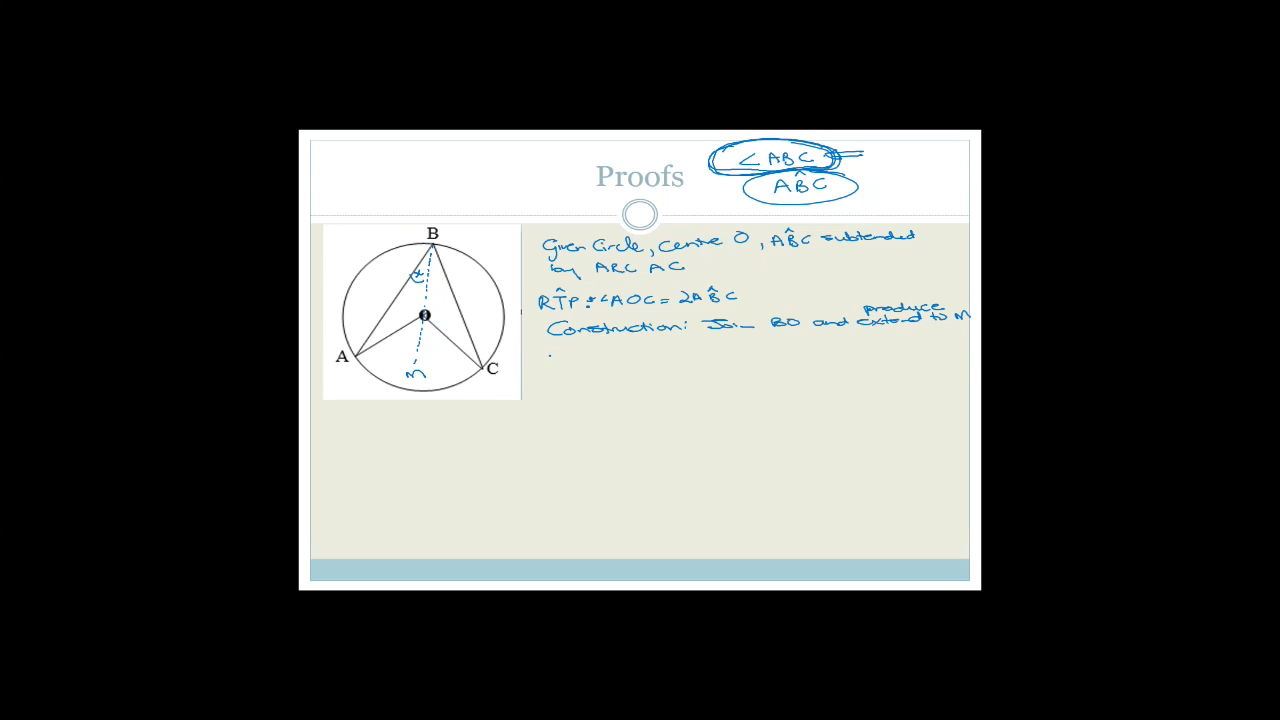 Proofs
<ABC =
AB̂C
Given Circle, Centre O, AB̂C subtended
by ARC AC
RTP: <AOC = 2AB̂C
Construction: Join BO and extend to M
produce
B
x
O
A
C
M